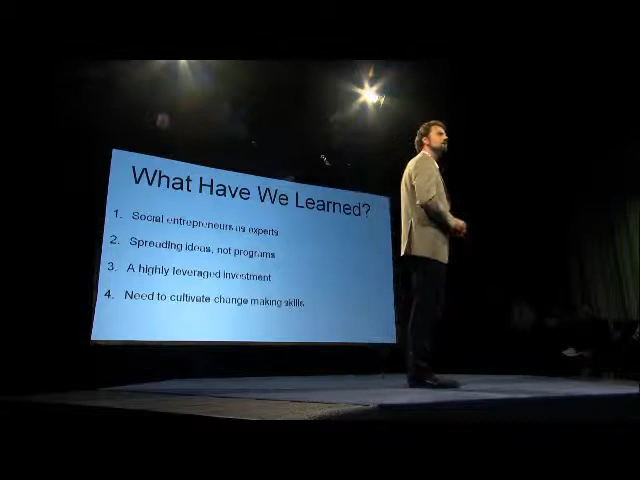 What Have We Learned?
1. Social entrepreneurs as experts
2. Spreading ideas, not programs
3. A highly leveraged investment
4. Need to cultivate change making skills